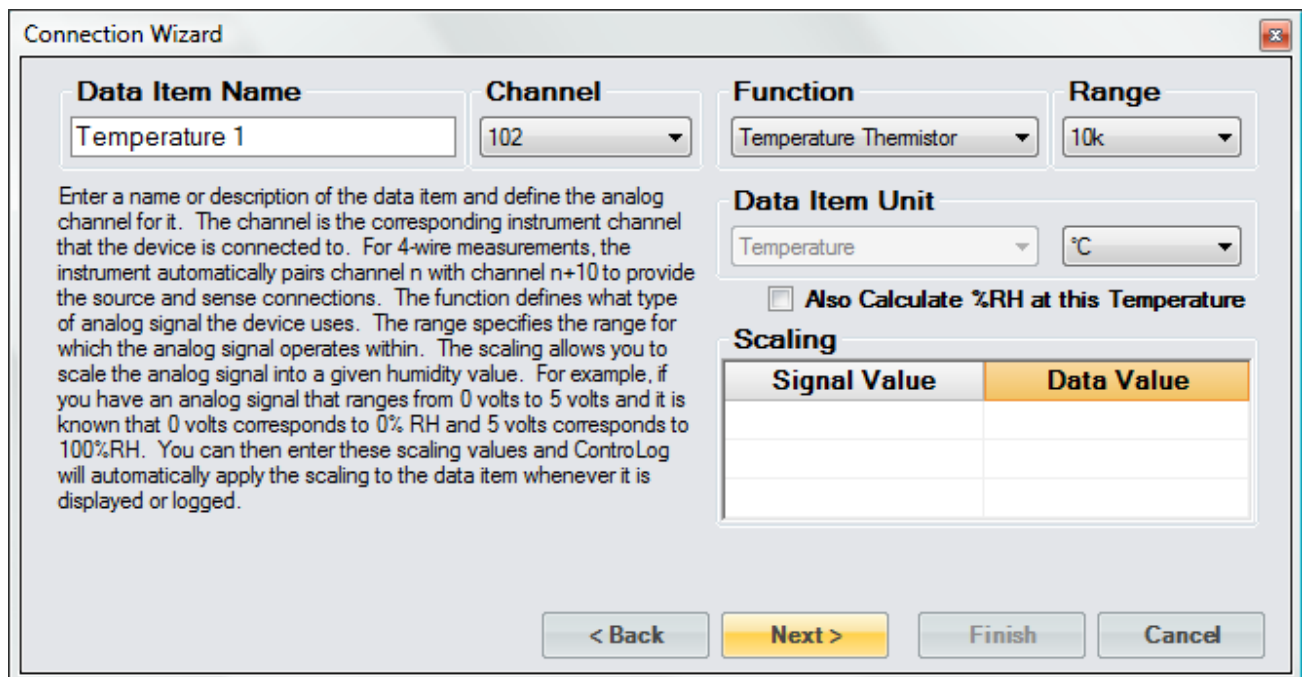 Connection Wizard
Data Item Name
Channel
Function
Range
Temperature 1
102
Temperature Thermistor
10k
Enter a name or description of the data item and define the analog
channel for it. The channel is the corresponding instrument channel
that the device is connected to. For 4-wire measurements, the
instrument automatically pairs channel n with channel n+10 to provide
the source and sense connections. The function defines what type
of analog signal the device uses. The range specifies the range for
which the analog signal operates within. The scaling allows you to
scale the analog signal into a given humidity value. For example, if
you have an analog signal that ranges from 0 volts to 5 volts and it is
known that 0 volts corresponds to 0% RH and 5 volts corresponds to
100%RH. You can then enter these scaling values and ControLog
will automatically apply the scaling to the data item whenever it is
displayed or logged.
Data Item Unit
Temperature
°C
Also Calculate %RH at this Temperature
Scaling
Signal Value
Data Value
< Back
Next >
Finish
Cancel